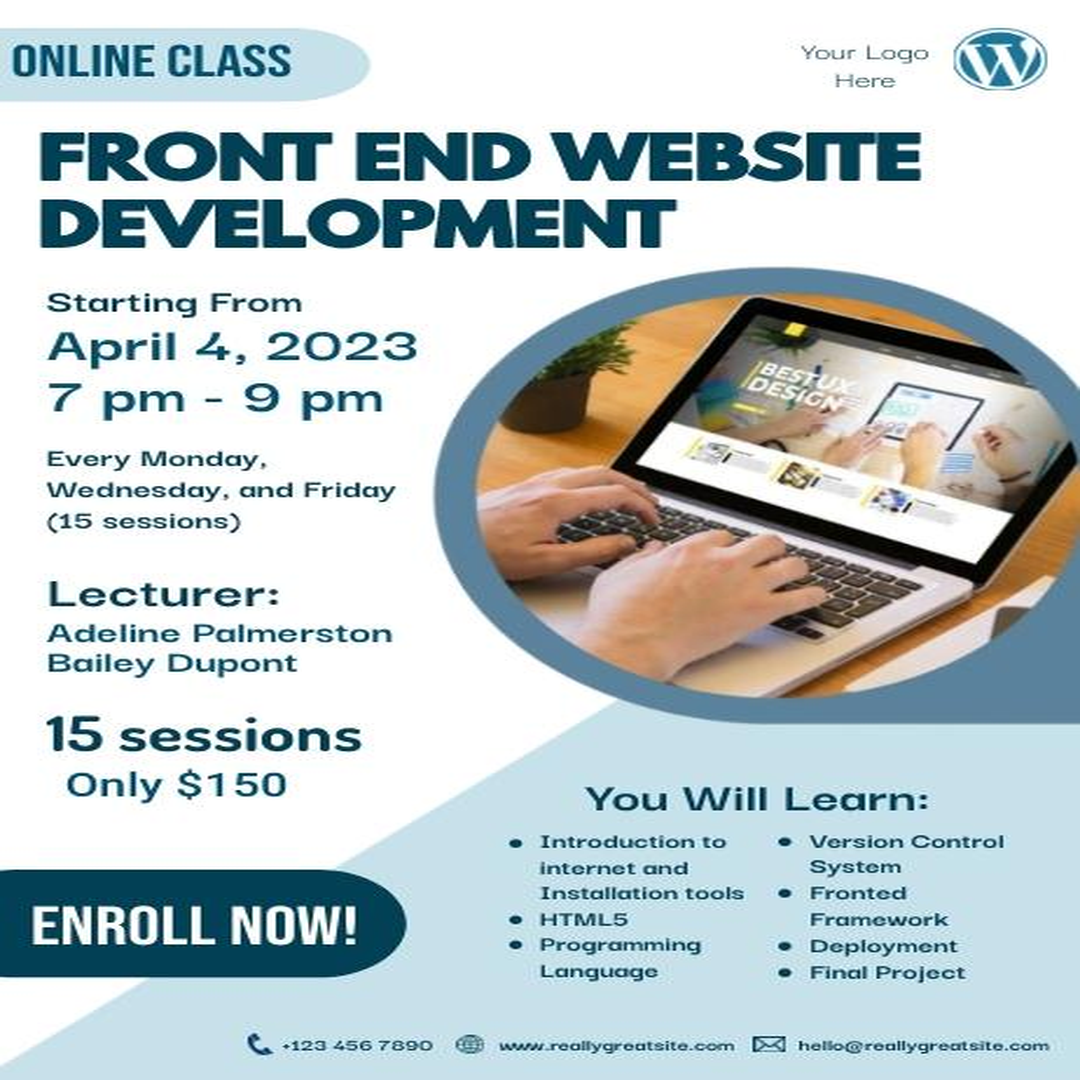 ONLINE CLASS
Your Logo
Here
W
FRONT END WEBSITE
DEVELOPMENT
Starting From
April 4, 2023
7 pm - 9 pm
Every Monday,
Wednesday, and Friday
(15 sessions)
BEST UX
DESIGN
Lecturer:
Adeline Palmerston
Bailey Dupont
15 sessions
Only $150
ENROLL NOW!
You Will Learn:
• Introduction to
internet and
Installation tools
• HTML5
• Programming
Language
• Version Control
System
• Fronted
Framework
• Deployment
• Final Project
+123 456 7890
www.reallygreatsite.com
hello@reallygreatsite.com